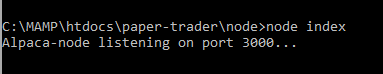 C:\MAMP\htdocs\paper-trader\node>node index
Alpaca-node listening on port 3000...